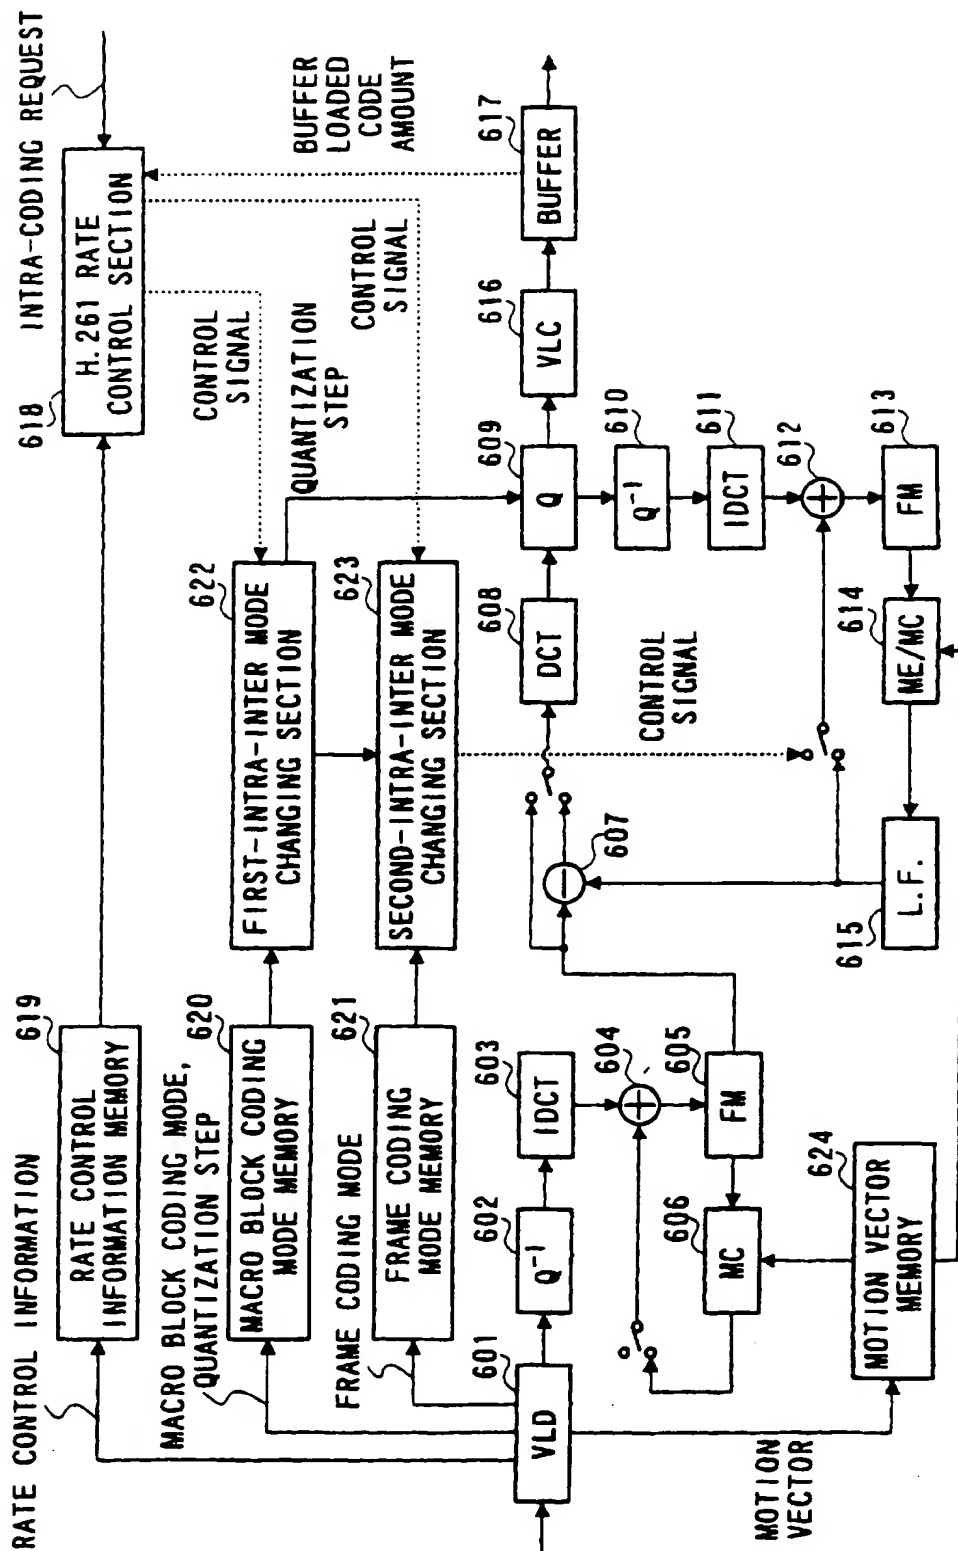 RATE CONTROL INFORMATION
INTRA-CODING REQUEST
619
RATE CONTROL
INFORMATION MEMORY
618
H.261 RATE
CONTROL SECTION
MACRO BLOCK CODING MODE,
QUANTIZATION STEP
620
MACRO BLOCK CODING
MODE MEMORY
622
FIRST-INTRA-INTER MODE
CHANGING SECTION
CONTROL
SIGNAL
QUANTIZATION
STEP
BUFFER
LOADED
CODE
AMOUNT
FRAME CODING MODE
621
FRAME CODING
MODE MEMORY
623
SECOND-INTRA-INTER MODE
CHANGING SECTION
CONTROL
SIGNAL
601
VLD
602
Q-1
603
IDCT
604
+
605
FM
606
MC
607
−
608
DCT
609
Q
616
VLC
617
BUFFER
610
Q-1
611
IDCT
612
+
613
FM
CONTROL
SIGNAL
614
ME/MC
615
L.F.
MOTION
VECTOR
624
MOTION VECTOR
MEMORY